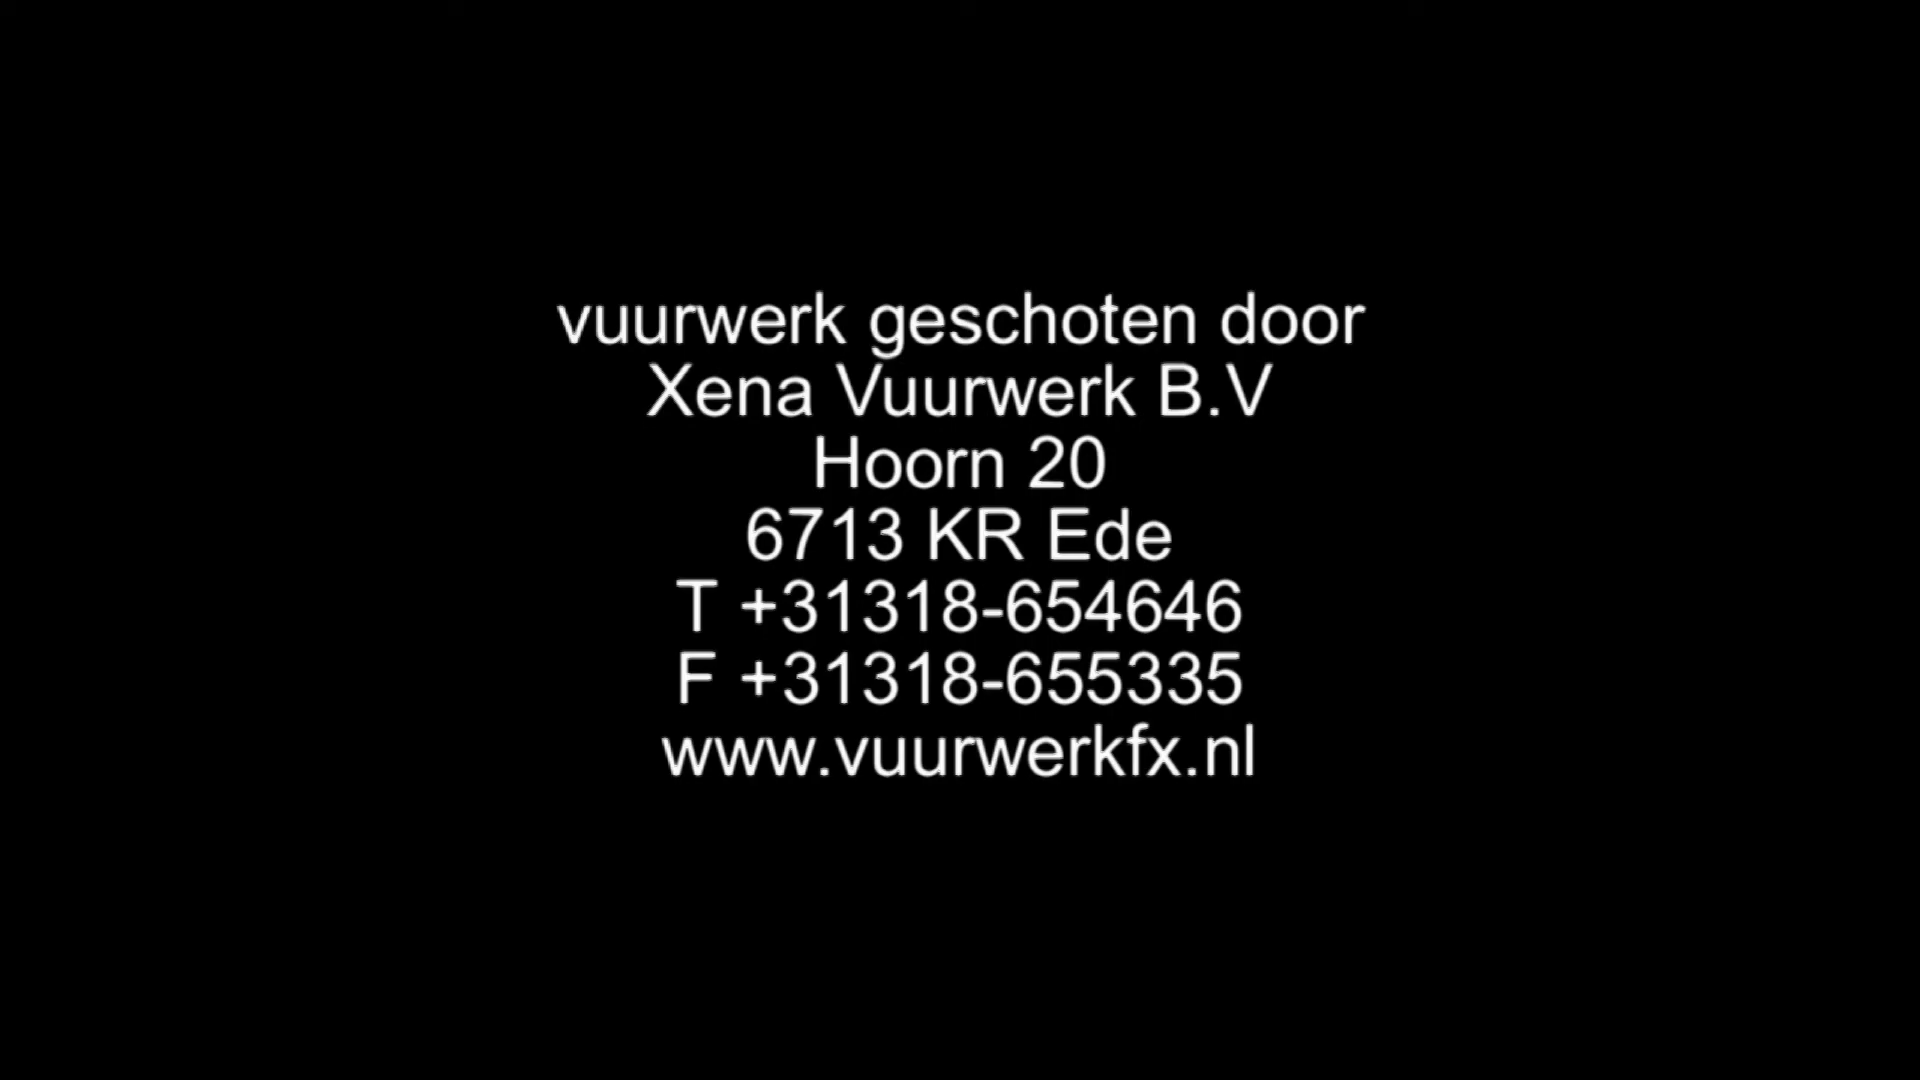 vuurwerk geschoten door
Xena Vuurwerk B.V
Hoorn 20
6713 KR Ede
T +31318-654646
F +31318-655335
www.vuurwerkfx.nl